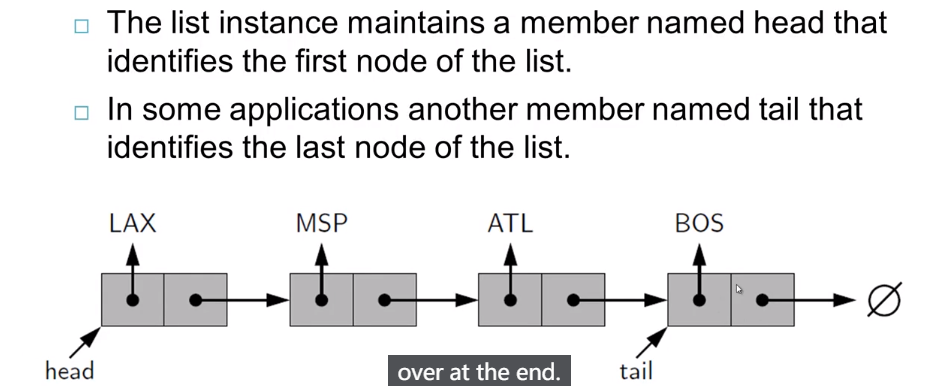 The list instance maintains a member named head that
identifies the first node of the list.
In some applications another member named tail that
identifies the last node of the list.
LAX MSP ATL BOS
∅
head over at the end. tail